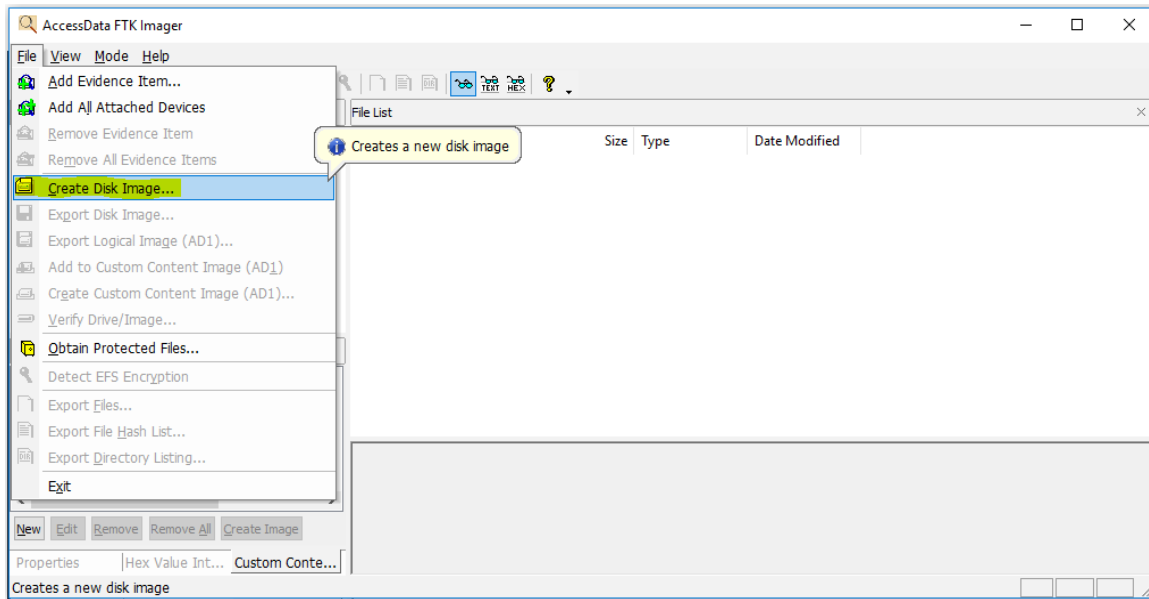 AccessData FTK Imager
File View Mode Help
Add Evidence Item...
Add All Attached Devices
Remove Evidence Item
Remove All Evidence Items
Create Disk Image...
Export Disk Image...
Export Logical Image (AD1)...
Add to Custom Content Image (AD1)
Create Custom Content Image (AD1)...
Verify Drive/Image...
Obtain Protected Files...
Detect EFS Encryption
Export Files...
Export File Hash List...
Export Directory Listing...
Exit
TEXT HEX
File List
Creates a new disk image
Size Type Date Modified
New Edit Remove Remove All Create Image
Properties Hex Value Int... Custom Conte...
Creates a new disk image